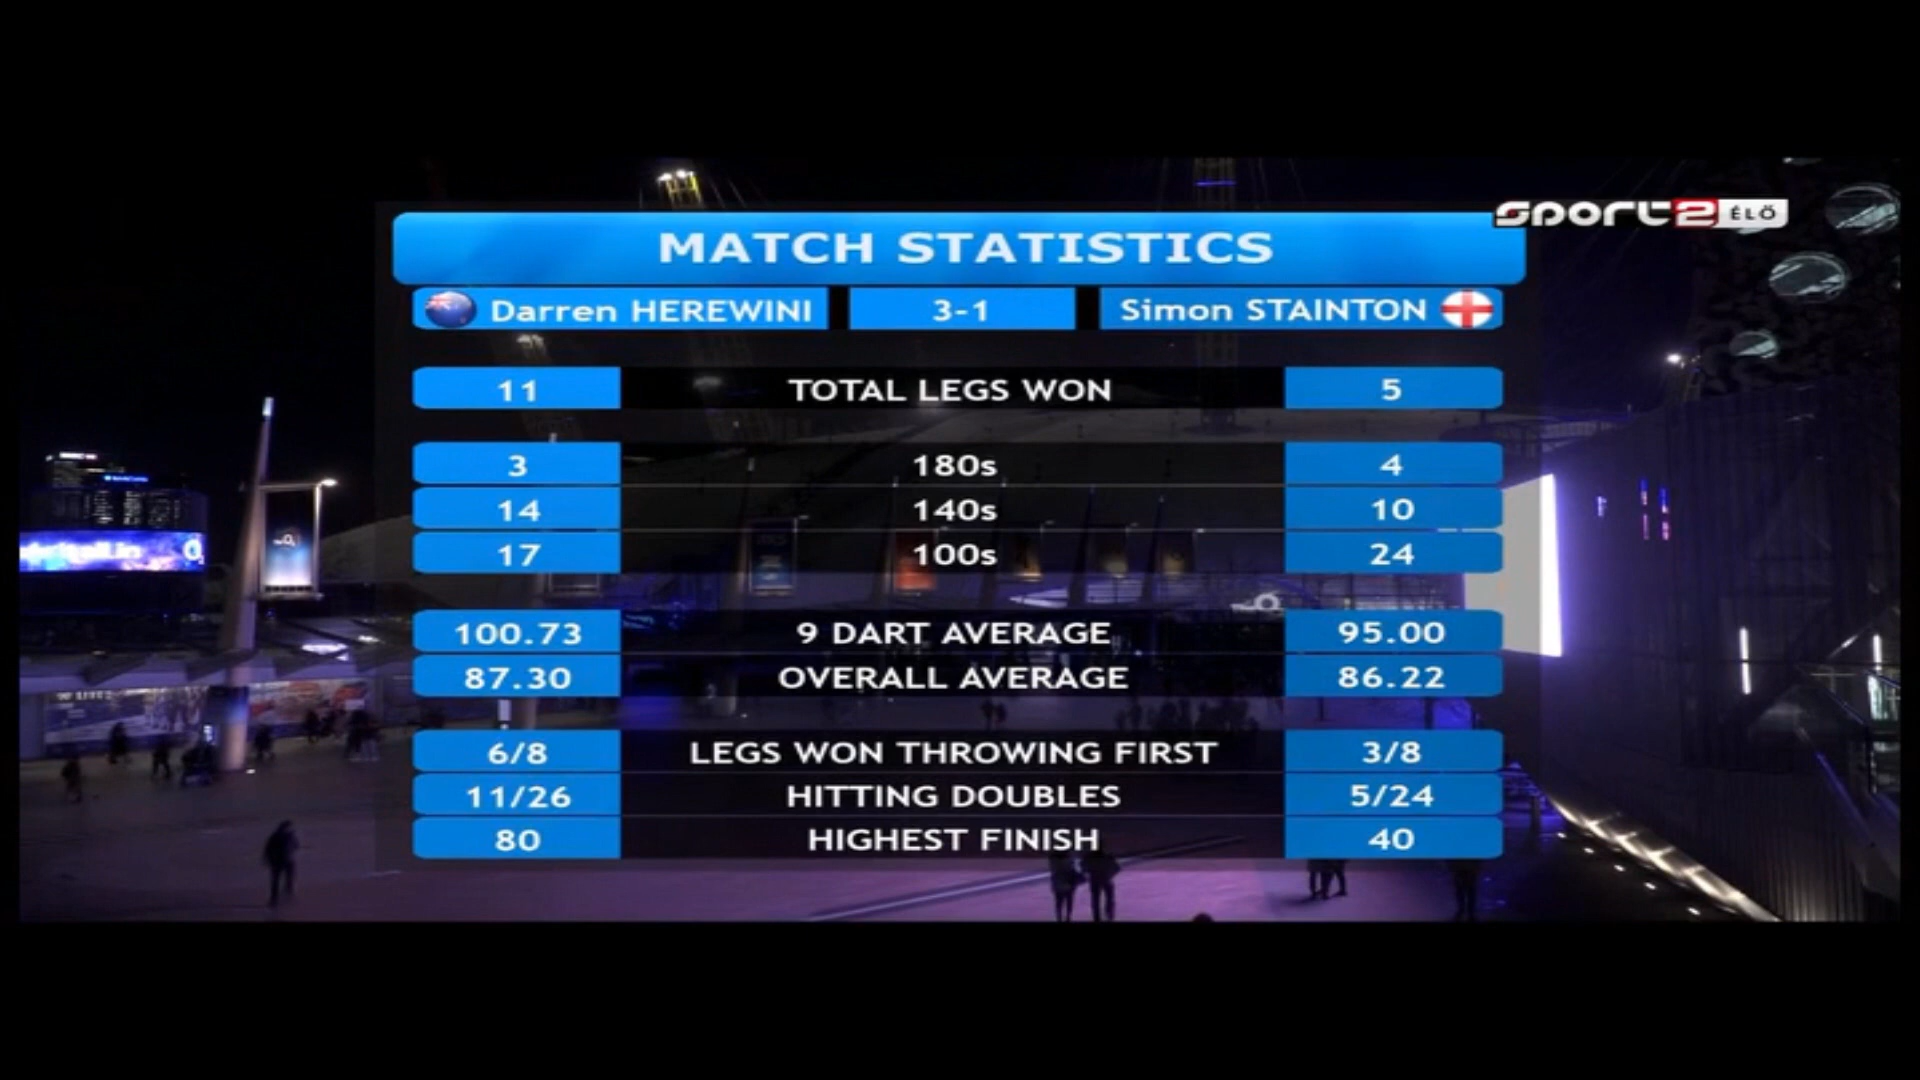 sport2 ÉLŐ
MATCH STATISTICS
Darren HEREWINI 3-1 Simon STAINTON
11 TOTAL LEGS WON 5
3 180s 4
14 140s 10
17 100s 24
100.73 9 DART AVERAGE 95.00
87.30 OVERALL AVERAGE 86.22
6/8 LEGS WON THROWING FIRST 3/8
11/26 HITTING DOUBLES 5/24
80 HIGHEST FINISH 40